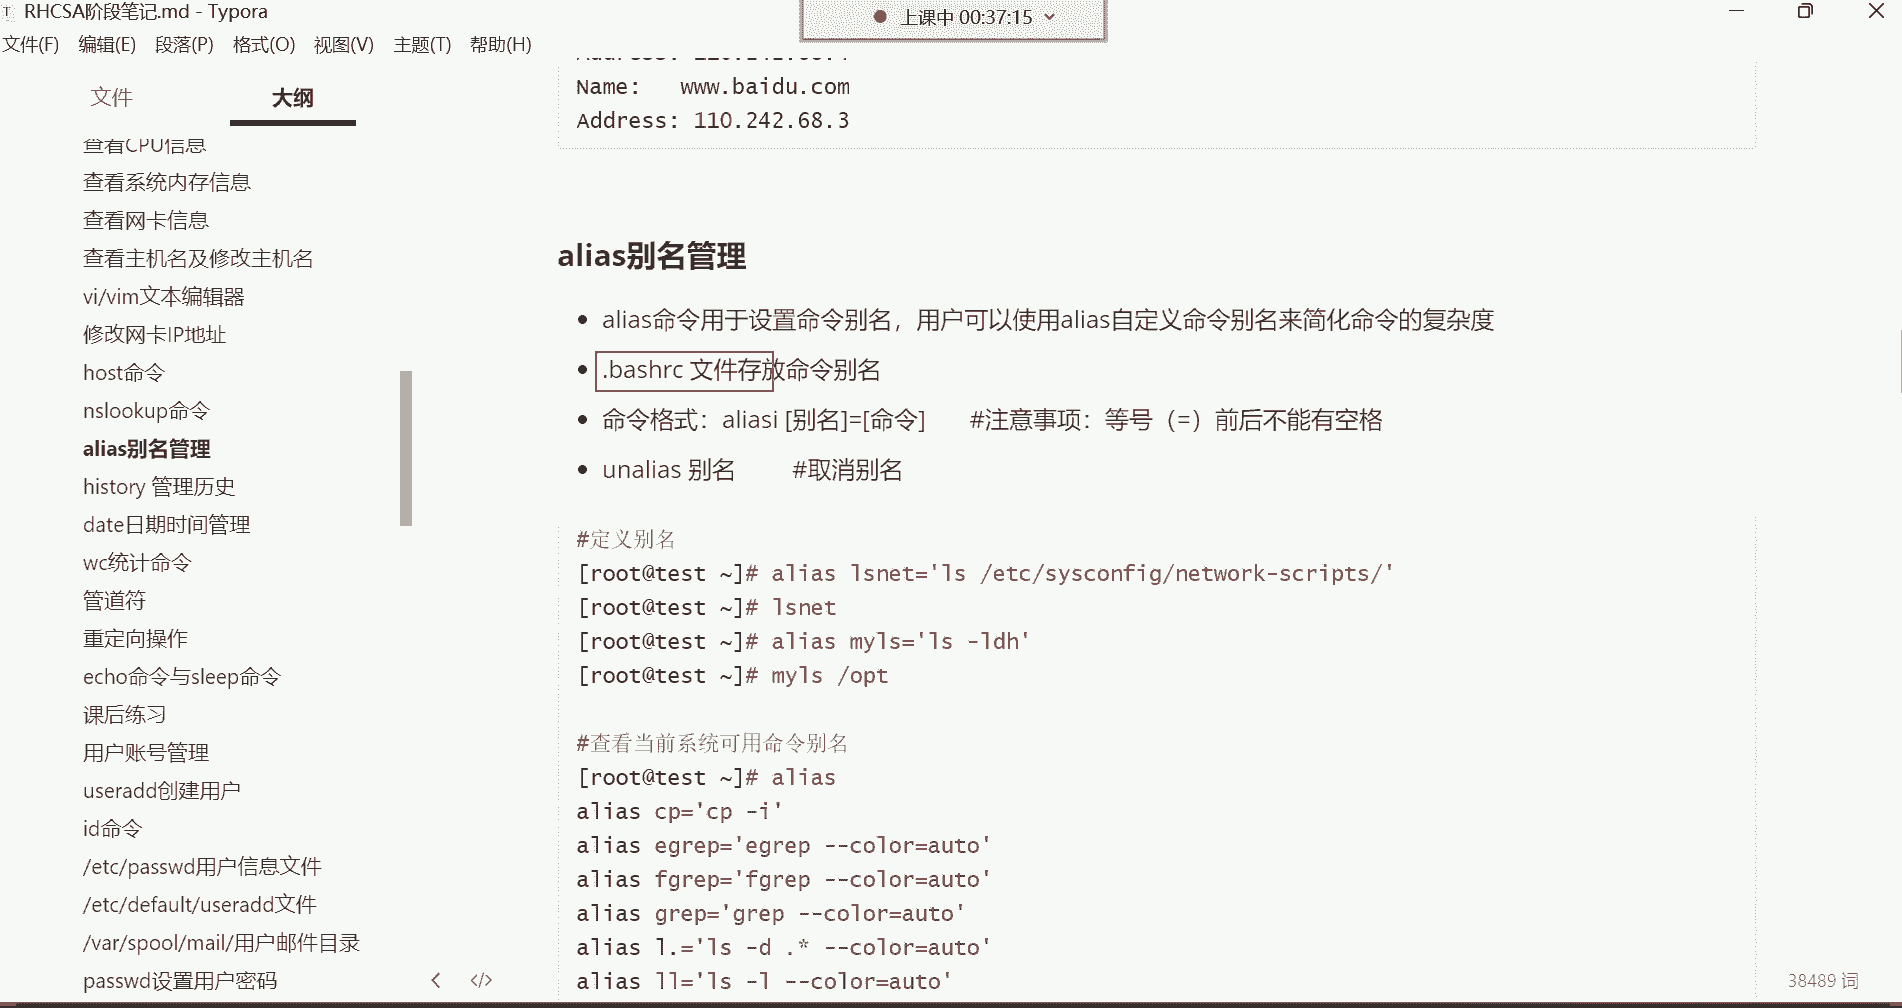 RHCSA阶段笔记.md - Typora
上课中 00:37:15
文件(F) 编辑(E) 段落(P) 格式(O) 视图(V) 主题(T) 帮助(H)
文件 大纲
查看CPU信息
查看系统内存信息
查看网卡信息
查看主机名及修改主机名
vi/vim文本编辑器
修改网卡IP地址
host命令
nslookup命令
alias别名管理
history 管理历史
date日期时间管理
wc统计命令
管道符
重定向操作
echo命令与sleep命令
课后练习
用户账号管理
useradd创建用户
id命令
/etc/passwd用户信息文件
/etc/default/useradd文件
/var/spool/mail/用户邮件目录
passwd设置用户密码
Name:   www.baidu.com
Address: 110.242.68.3
alias别名管理
alias命令用于设置命令别名，用户可以使用alias自定义命令别名来简化命令的复杂度
.bashrc 文件存放命令别名
命令格式：aliasi [别名]=[命令] #注意事项：等号（=）前后不能有空格
unalias 别名 #取消别名
#定义别名
[root@test ~]# alias lsnet='ls /etc/sysconfig/network-scripts/'
[root@test ~]# lsnet
[root@test ~]# alias myls='ls -ldh'
[root@test ~]# myls /opt
#查看当前系统可用命令别名
[root@test ~]# alias
alias cp='cp -i'
alias egrep='egrep --color=auto'
alias fgrep='fgrep --color=auto'
alias grep='grep --color=auto'
alias l.='ls -d .* --color=auto'
alias ll='ls -l --color=auto'
38489 词